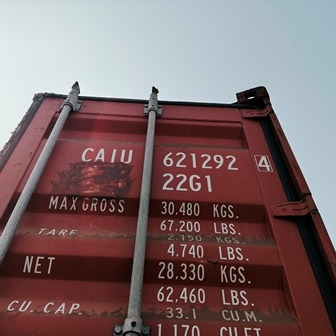 CAIU 621292 4
22G1
MAX GROSS 30.480 KGS.
67.200 LBS.
TARE 2.150 KGS.
4.740 LBS.
NET 28.330 KGS.
62,460 LBS.
CU. CAP. 33.1 CU.M.
1.170 CU.FT.